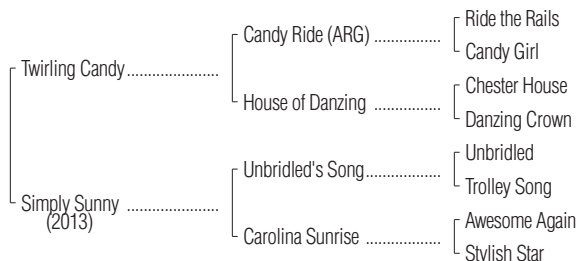 Ride the Rails
Candy Ride (ARG) ................
Candy Girl
Twirling Candy ......................
Chester House
House of Danzing ................
Danzing Crown
Unbridled
Unbridled's Song..................
Trolley Song
Simply Sunny ......................
(2013)
Awesome Again
Carolina Sunrise ..................
Stylish Star